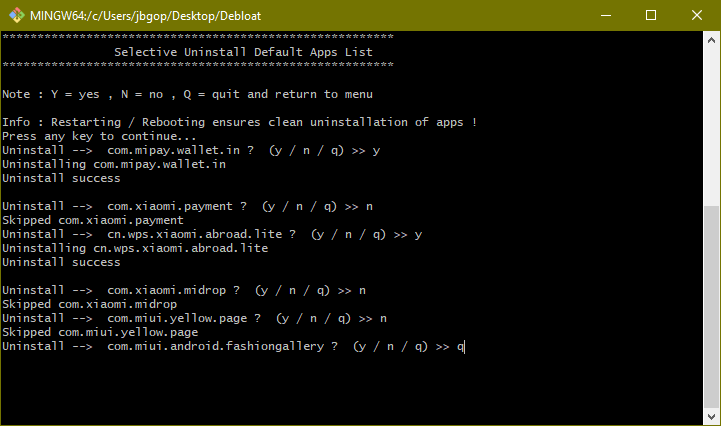 MINGW64:/c/Users/jbgop/Desktop/Debloat
********************************************************
Selective Uninstall Default Apps List
********************************************************
Note : Y = yes , N = no , Q = quit and return to menu
Info : Restarting / Rebooting ensures clean uninstallation of apps !
Press any key to continue...
Uninstall -->  com.mipay.wallet.in ?  (y / n / q) >> y
Uninstalling com.mipay.wallet.in
Uninstall success
Uninstall -->  com.xiaomi.payment ?  (y / n / q) >> n
Skipped com.xiaomi.payment
Uninstall -->  cn.wps.xiaomi.abroad.lite ?  (y / n / q) >> y
Uninstalling cn.wps.xiaomi.abroad.lite
Uninstall success
Uninstall -->  com.xiaomi.midrop ?  (y / n / q) >> n
Skipped com.xiaomi.midrop
Uninstall -->  com.miui.yellow.page ?  (y / n / q) >> n
Skipped com.miui.yellow.page
Uninstall -->  com.miui.android.fashiongallery ?  (y / n / q) >> q